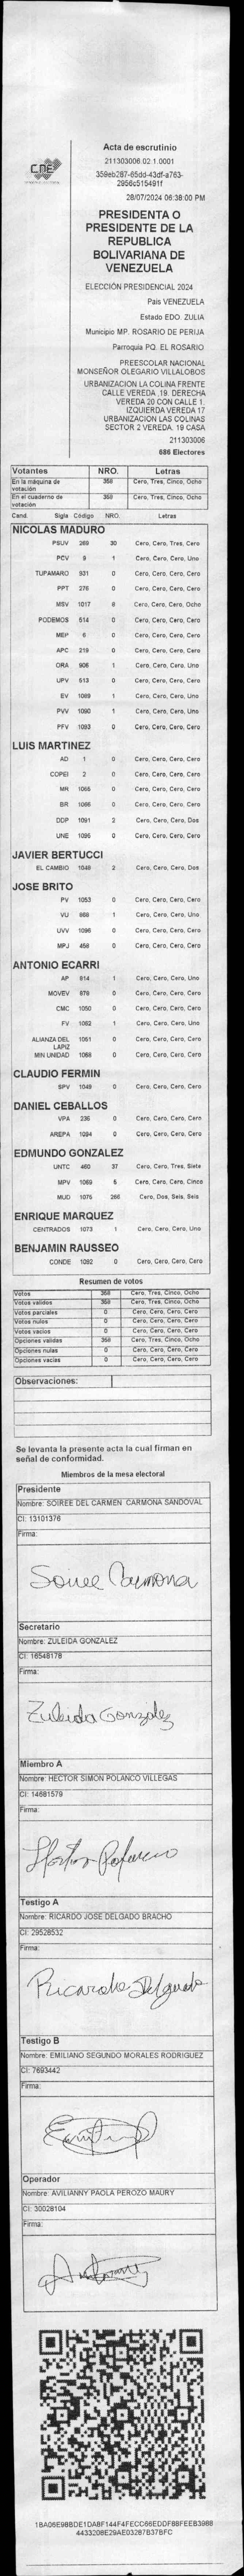 CNE
Acta de escrutinio
211303006.02.1.0001
359eb287-65dd-43df-a763-
2956c515491f
28/07/2024 06:38:00 PM
PRESIDENTA O
PRESIDENTE DE LA
REPUBLICA
BOLIVARIANA DE
VENEZUELA
ELECCIÓN PRESIDENCIAL 2024
Pais VENEZUELA
Estado EDO. ZULIA
Municipio MP. ROSARIO DE PERIJA
Parroquia PQ. EL ROSARIO
PREESCOLAR NACIONAL
MONSEÑOR OLEGARIO VILLALOBOS
URBANIZACION LA COLINA FRENTE
CALLE VEREDA ,19. DERECHA
VEREDA 20 CON CALLE 1.
IZQUIERDA VEREDA 17
URBANIZACION LAS COLINAS
SECTOR 2 VEREDA. 19 CASA
211303006
686 Electores
Votantes NRO. Letras
En la máquina de votación 358 Cero, Tres, Cinco, Ocho
En el cuaderno de votación 358 Cero, Tres, Cinco, Ocho
Cand. Sigla Código NRO. Letras
NICOLAS MADURO
PSUV 269 30 Cero, Cero, Tres, Cero
PCV 9 1 Cero, Cero, Cero, Uno
TUPAMARO 931 0 Cero, Cero, Cero, Cero
PPT 276 0 Cero, Cero, Cero, Cero
MSV 1017 8 Cero, Cero, Cero, Ocho
PODEMOS 514 0 Cero, Cero, Cero, Cero
MEP 6 0 Cero, Cero, Cero, Cero
APC 219 0 Cero, Cero, Cero, Cero
ORA 906 1 Cero, Cero, Cero, Uno
UPV 513 0 Cero, Cero, Cero, Cero
EV 1089 1 Cero, Cero, Cero, Uno
PVV 1090 1 Cero, Cero, Cero, Uno
PFV 1093 0 Cero, Cero, Cero, Cero
LUIS MARTINEZ
AD 1 0 Cero, Cero, Cero, Cero
COPEI 2 0 Cero, Cero, Cero, Cero
MR 1065 0 Cero, Cero, Cero, Cero
BR 1066 0 Cero, Cero, Cero, Cero
DDP 1091 2 Cero, Cero, Cero, Dos
UNE 1095 0 Cero, Cero, Cero, Cero
JAVIER BERTUCCI
EL CAMBIO 1048 2 Cero, Cero, Cero, Dos
JOSE BRITO
PV 1053 0 Cero, Cero, Cero, Cero
VU 868 1 Cero, Cero, Cero, Uno
UVV 1096 0 Cero, Cero, Cero, Cero
MPJ 458 0 Cero, Cero, Cero, Cero
ANTONIO ECARRI
AP 814 1 Cero, Cero, Cero, Uno
MOVEV 876 0 Cero, Cero, Cero, Cero
CMC 1050 0 Cero, Cero, Cero, Cero
FV 1062 1 Cero, Cero, Cero, Uno
ALIANZA DEL LAPIZ 1051 0 Cero, Cero, Cero, Cero
MIN UNIDAD 1068 0 Cero, Cero, Cero, Cero
CLAUDIO FERMIN
SPV 1049 0 Cero, Cero, Cero, Cero
DANIEL CEBALLOS
VPA 235 0 Cero, Cero, Cero, Cero
AREPA 1094 0 Cero, Cero, Cero, Cero
EDMUNDO GONZALEZ
UNTC 460 37 Cero, Cero, Tres, Siete
MPV 1069 5 Cero, Cero, Cero, Cinco
MUD 1075 266 Cero, Dos, Seis, Seis
ENRIQUE MARQUEZ
CENTRADOS 1073 1 Cero, Cero, Cero, Uno
BENJAMIN RAUSSEO
CONDE 1082 0 Cero, Cero, Cero, Cero
Resumen de votos
Votos 358 Cero, Tres, Cinco, Ocho
Votos validos 358 Cero, Tres, Cinco, Ocho
Votos parciales 0 Cero, Cero, Cero, Cero
Votos nulos 0 Cero, Cero, Cero, Cero
Votos vacios 0 Cero, Cero, Cero, Cero
Opciones validas 358 Cero, Tres, Cinco, Ocho
Opciones nulas 0 Cero, Cero, Cero, Cero
Opciones vacias 0 Cero, Cero, Cero, Cero
Observaciones:
Se levanta la presente acta la cual firman en
señal de conformidad.
Miembros de la mesa electoral
Presidente
Nombre: SOIREE DEL CARMEN CARMONA SANDOVAL
CI: 13101376
Firma:
Soiree Carmona
Secretario
Nombre: ZULEIDA GONZALEZ
CI: 16548178
Firma:
Zuleida Gonzalez
Miembro A
Nombre: HECTOR SIMON POLANCO VILLEGAS
CI: 14681579
Firma:
Hector Polanco
Testigo A
Nombre: RICARDO JOSE DELGADO BRACHO
CI: 29528532
Firma:
Ricardo Delgado
Testigo B
Nombre: EMILIANO SEGUNDO MORALES RODRIGUEZ
CI: 7693442
Firma:
Operador
Nombre: AVILIANNY PAOLA PEROZO MAURY
CI: 30028104
Firma:
1BA06E98BDE1DA8F144F4FECC66EDDF8BFEEB3988
4433208E29AE03287B37BFC